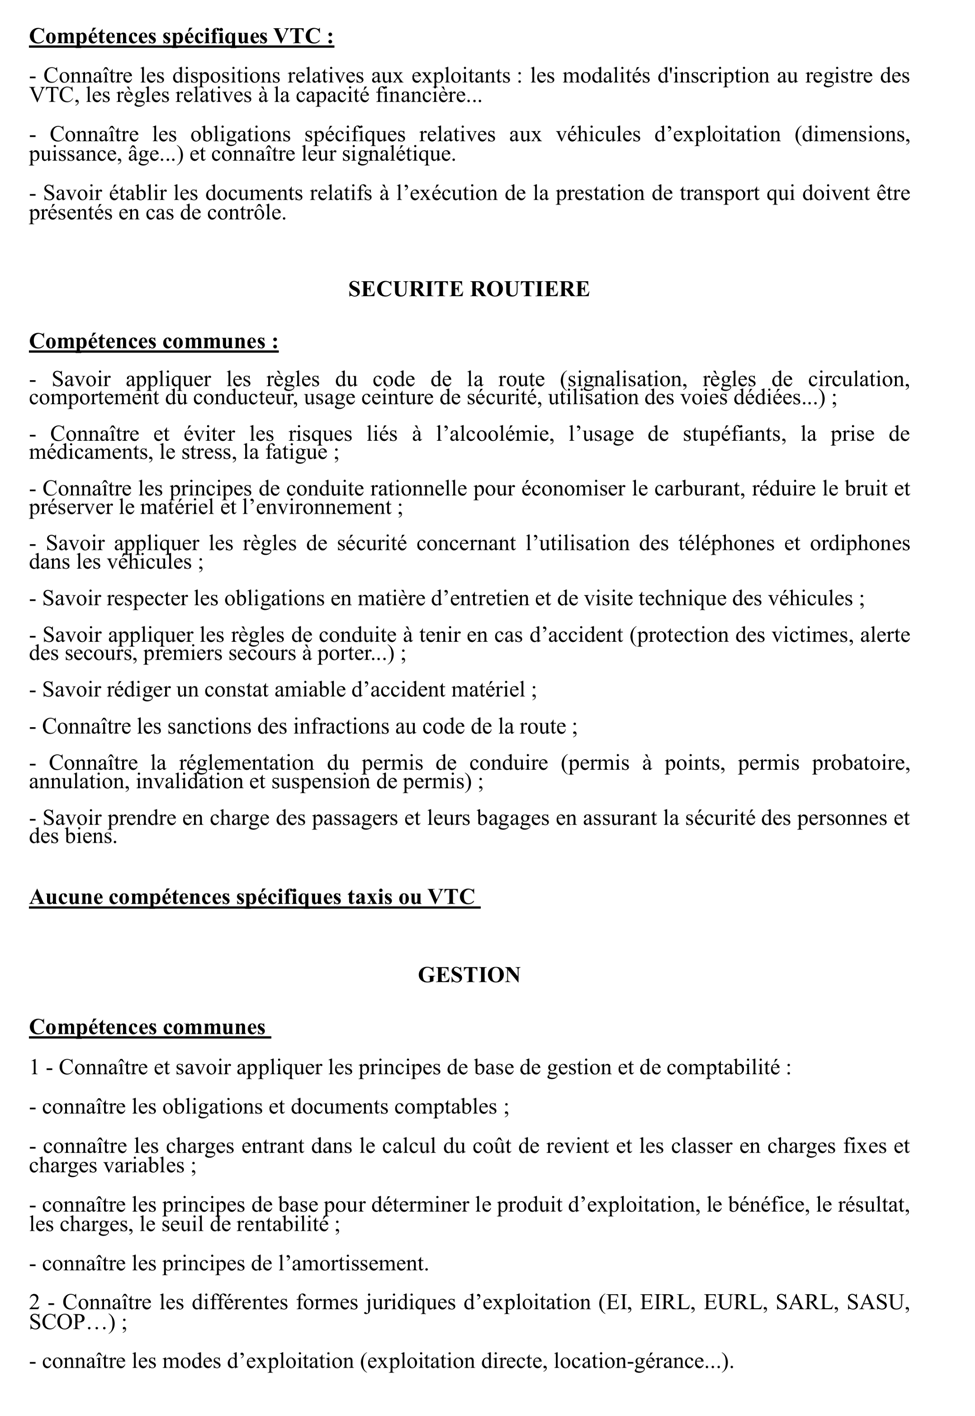 Compétences spécifiques VTC :
- Connaître les dispositions relatives aux exploitants : les modalités d'inscription au registre des
VTC, les règles relatives à la capacité financière...
- Connaître les obligations spécifiques relatives aux véhicules d’exploitation (dimensions,
puissance, âge...) et connaître leur signalétique.
- Savoir établir les documents relatifs à l’exécution de la prestation de transport qui doivent être
présentés en cas de contrôle.
SECURITE ROUTIERE
Compétences communes :
- Savoir appliquer les règles du code de la route (signalisation, règles de circulation,
comportement du conducteur, usage ceinture de sécurité, utilisation des voies dédiées...) ;
- Connaître et éviter les risques liés à l’alcoolémie, l’usage de stupéfiants, la prise de
médicaments, le stress, la fatigue ;
- Connaître les principes de conduite rationnelle pour économiser le carburant, réduire le bruit et
préserver le matériel et l’environnement ;
- Savoir appliquer les règles de sécurité concernant l’utilisation des téléphones et ordiphones
dans les véhicules ;
- Savoir respecter les obligations en matière d’entretien et de visite technique des véhicules ;
- Savoir appliquer les règles de conduite à tenir en cas d’accident (protection des victimes, alerte
des secours, premiers secours à porter...) ;
- Savoir rédiger un constat amiable d’accident matériel ;
- Connaître les sanctions des infractions au code de la route ;
- Connaître la réglementation du permis de conduire (permis à points, permis probatoire,
annulation, invalidation et suspension de permis) ;
- Savoir prendre en charge des passagers et leurs bagages en assurant la sécurité des personnes et
des biens.
Aucune compétences spécifiques taxis ou VTC
GESTION
Compétences communes
1 - Connaître et savoir appliquer les principes de base de gestion et de comptabilité :
- connaître les obligations et documents comptables ;
- connaître les charges entrant dans le calcul du coût de revient et les classer en charges fixes et
charges variables ;
- connaître les principes de base pour déterminer le produit d’exploitation, le bénéfice, le résultat,
les charges, le seuil de rentabilité ;
- connaître les principes de l’amortissement.
2 - Connaître les différentes formes juridiques d’exploitation (EI, EIRL, EURL, SARL, SASU,
SCOP…) ;
- connaître les modes d’exploitation (exploitation directe, location-gérance...).